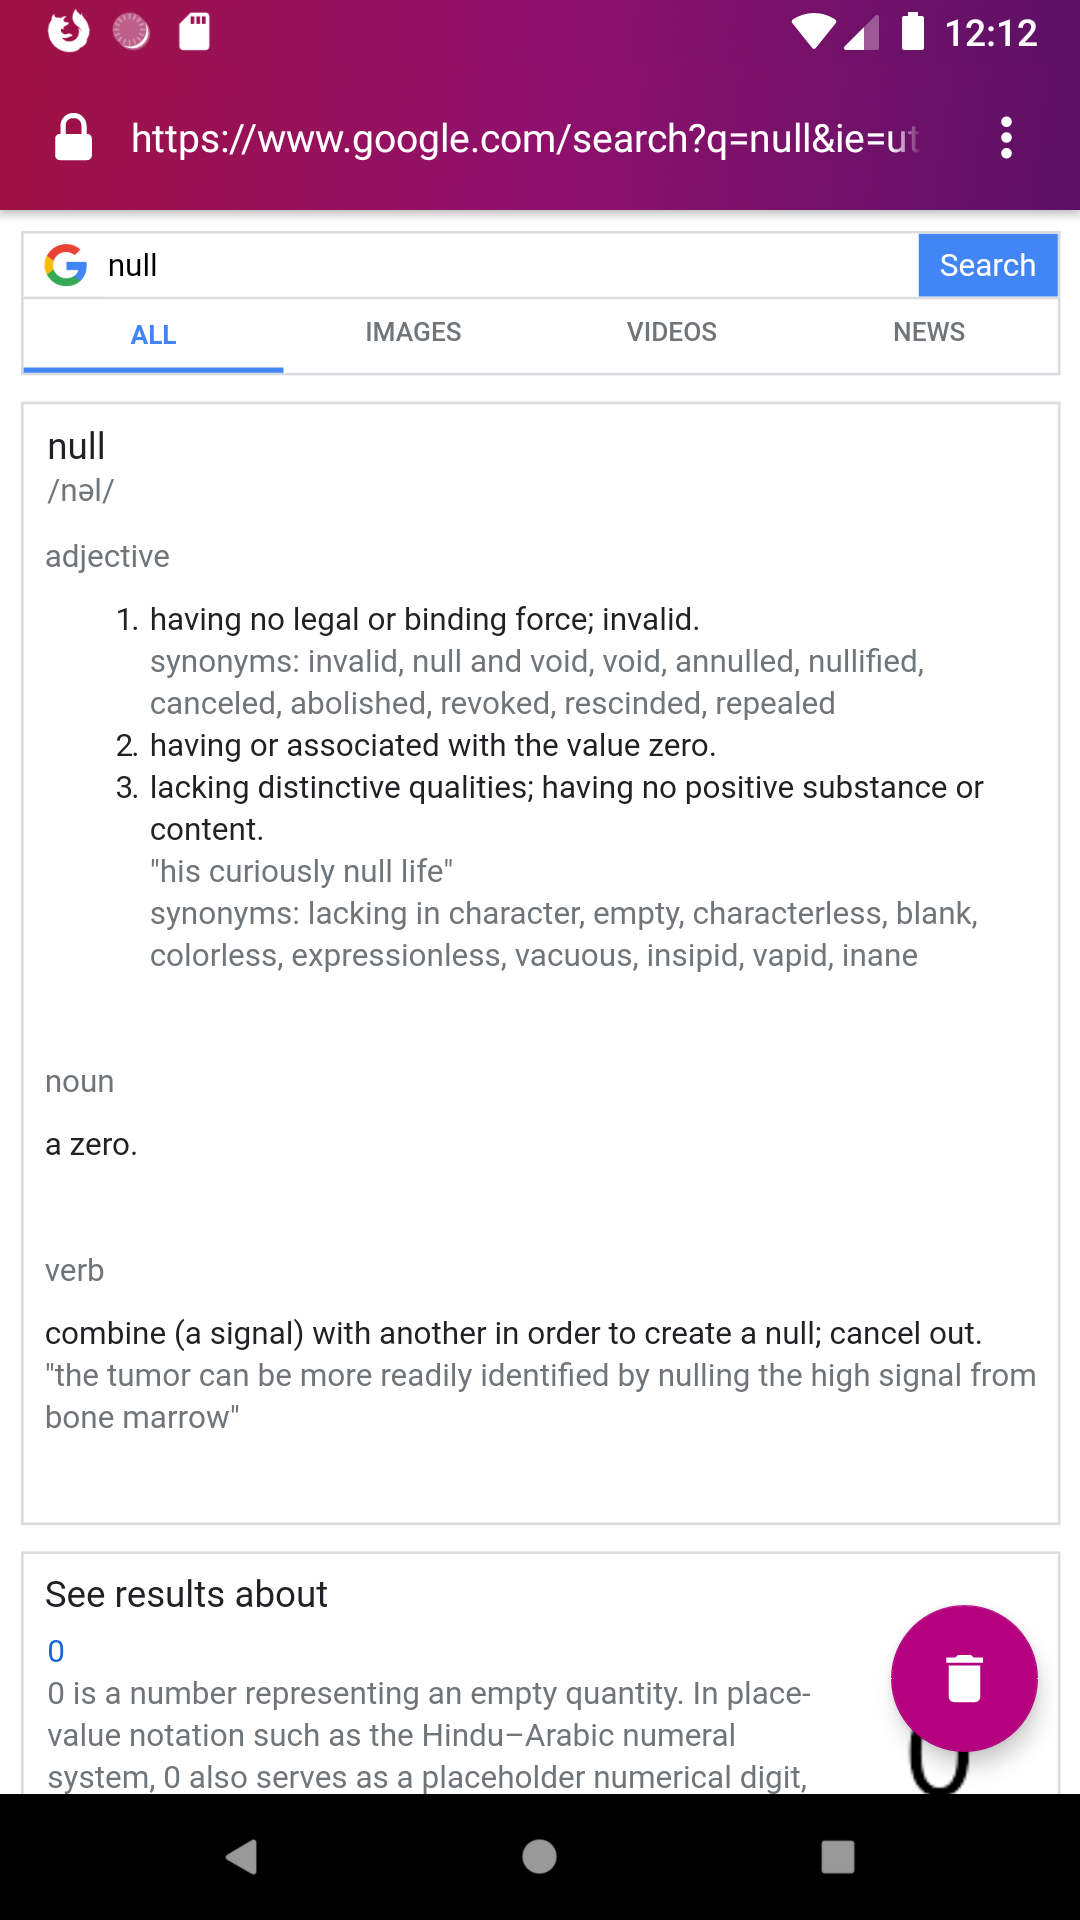 12:12
https://www.google.com/search?q=null&ie=ut
null
Search
ALL
IMAGES
VIDEOS
NEWS
null
/nəl/
adjective
1. having no legal or binding force; invalid.
synonyms: invalid, null and void, void, annulled, nullified,
canceled, abolished, revoked, rescinded, repealed
2. having or associated with the value zero.
3. lacking distinctive qualities; having no positive substance or
content.
"his curiously null life"
synonyms: lacking in character, empty, characterless, blank,
colorless, expressionless, vacuous, insipid, vapid, inane
noun
a zero.
verb
combine (a signal) with another in order to create a null; cancel out.
"the tumor can be more readily identified by nulling the high signal from
bone marrow"
See results about
0
0 is a number representing an empty quantity. In place-
value notation such as the Hindu–Arabic numeral
system, 0 also serves as a placeholder numerical digit,